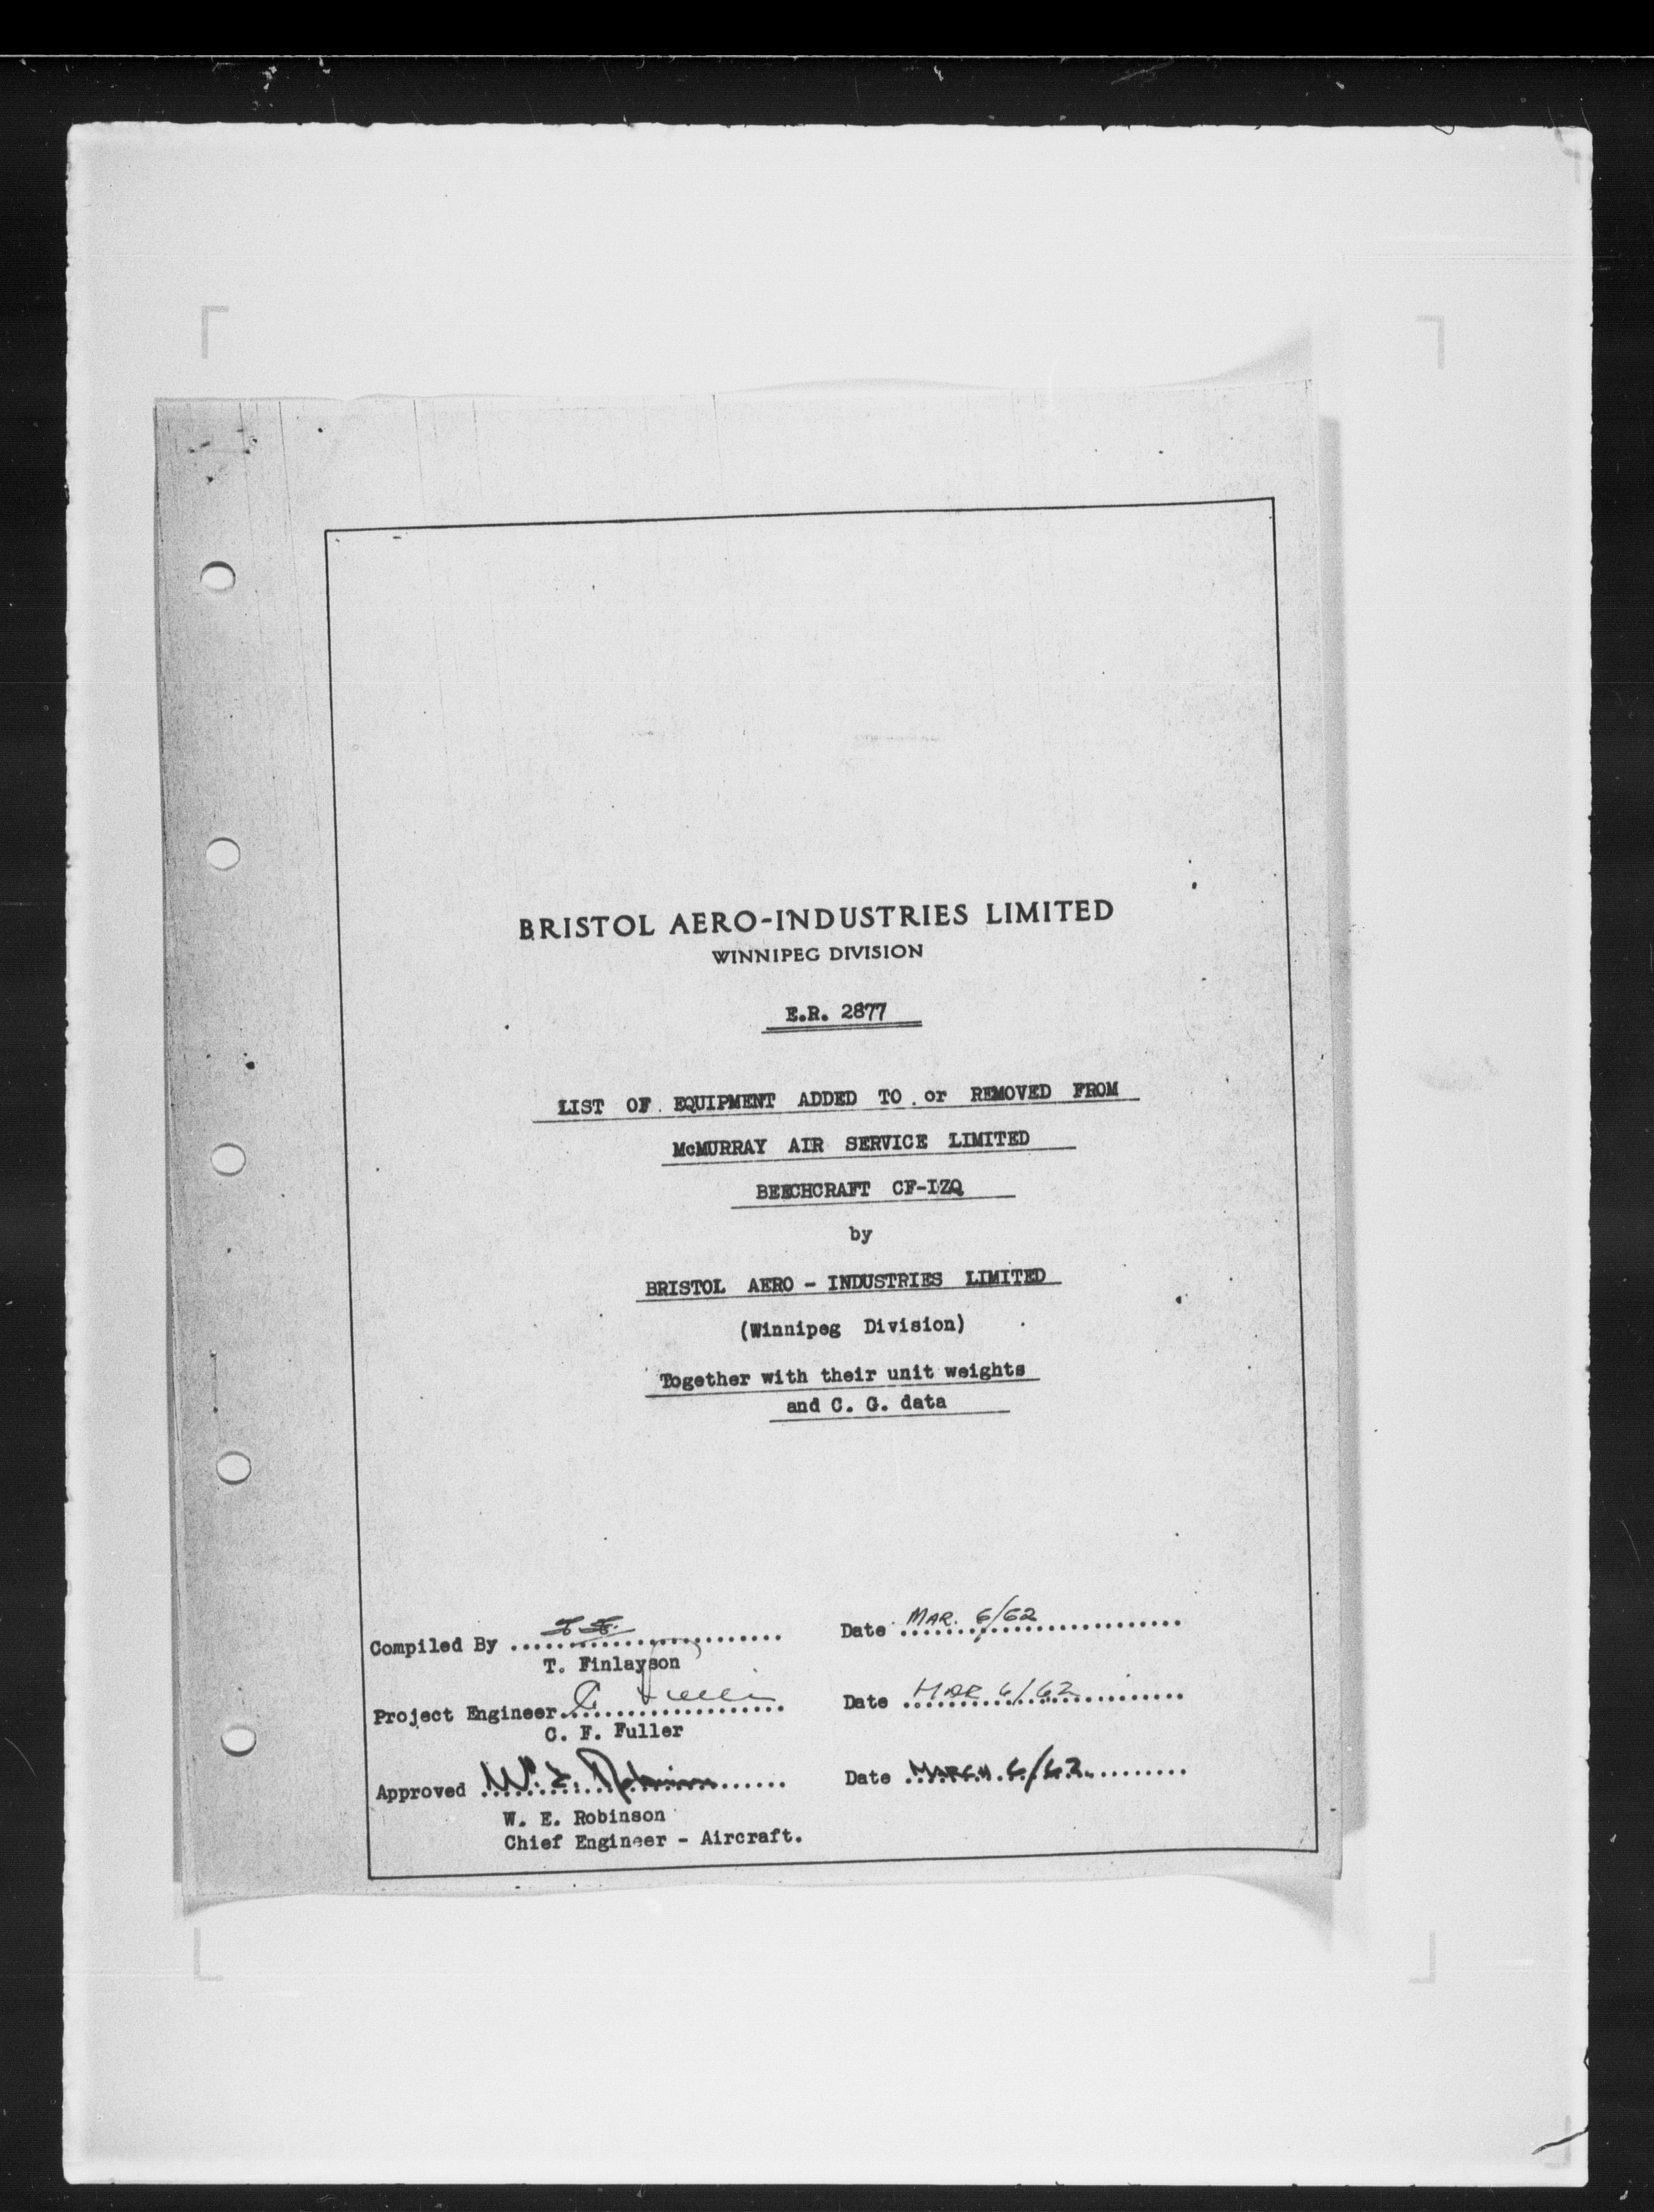 BRISTOL AERO-INDUSTRIES LIMITED
WINNIPEG DIVISION
E.R. 2877
LIST OF EQUIPMENT ADDED TO or REMOVED FROM
McMURRAY AIR SERVICE LIMITED
BEECHCRAFT CF-IZQ
by
BRISTOL AERO - INDUSTRIES LIMITED
(Winnipeg Division)
Together with their unit weights
and C. G. data
Compiled By Date MAR. 6/62
T. Finlayson
Project Engineer C. Fuller Date MAR 6/62
C. F. Fuller
Approved W. E. Robinson Date MARCH 6/62
W. E. Robinson
Chief Engineer - Aircraft.